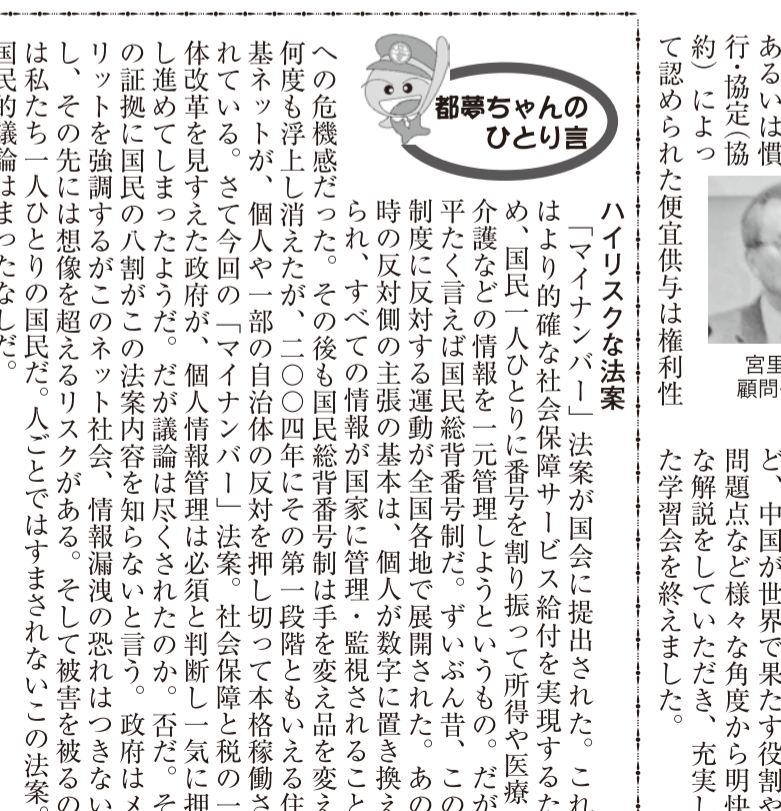 あるいは慣
行・協定(協
約)によっ
て認められた便宜供与は権利性
宮里
顧問
ど、中国が世界で果たす役割や
問題点など様々な角度から明快
な解説をしていただき、充実し
た学習会を終えました。
都夢ちゃんの
ひとり言
ハイリスクな法案
「マイナンバー」法案が国会に提出された。これ
はより的確な社会保障サービス給付を実現するた
め、国民一人ひとりに番号を割り振って所得や医療
介護などの情報を一元管理しようというもの。だが
平たく言えば国民総背番号制だ。ずいぶん昔、この
制度に反対する運動が全国各地で展開された。あの
時の反対側の主張の基本は、個人が数字に置き換え
られ、すべての情報が国家に管理・監視されること
への危機感だった。その後も国民総背番号制は手を変え品を変え
何度も浮上し消えたが、二〇〇四年にその第一段階ともいえる住
基ネットが、個人や一部の自治体の反対を押し切って本格稼働さ
れている。さて今回の「マイナンバー」法案。社会保障と税の一
体改革を見すえた政府が、個人情報管理は必須と判断し一気に押
し進めてしまったようだ。だが議論は尽くされたのか。否だ。そ
の証拠に国民の八割がこの法案内容を知らないと言う。政府はメ
リットを強調するがこのネット社会、情報漏洩の恐れはつきない
し、その先には想像を超えるリスクがある。そして被害を被るの
は私たち一人ひとりの国民だ。人ごとではすまされないこの法案。
国民的議論はまったなしだ。